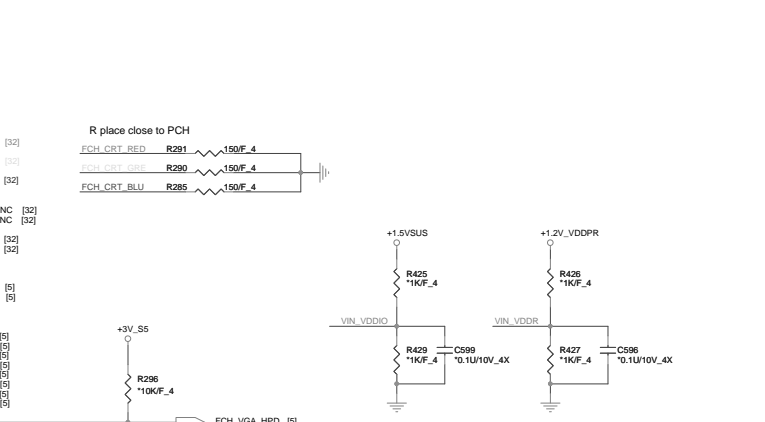 R place close to PCH
[32]
FCH_CRT_RED R291 150/F_4
[32]
FCH_CRT_GRE R290 150/F_4
[32]
FCH_CRT_BLU R285 150/F_4
NC [32]
NC [32]
[32]
[32]
[5]
[5]
+1.5VSUS +1.2V_VDDPR
R425 R426
*1K/F_4 *1K/F_4
VIN_VDDIO VIN_VDDR
+3V_S5
R429 C599 R427 C596
*1K/F_4 *0.1U/10V_4X *1K/F_4 *0.1U/10V_4X
[5]
[5]
[5]
[5]
[5]
[5]
[5]
[5]
R296
*10K/F_4
FCH_VGA_HPD [5]